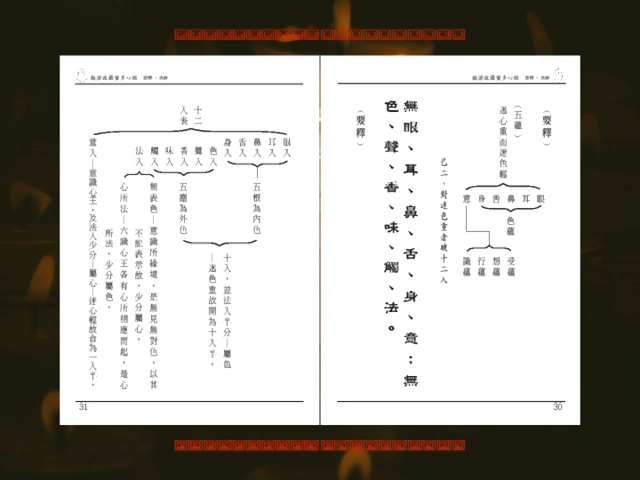 般若波羅蜜多心經
(要釋)
(五蘊)
迷心重而迷色輕
眼
耳
鼻
舌
身
意
色蘊
受蘊
想蘊
行蘊
識蘊
己二、對迷色重者破十二入
無眼、耳、鼻、舌、身、意;無
色、聲、香、味、觸、法。
(要釋)
30
般若波羅蜜多心經
十二
入表
眼入
耳入
鼻入
舌入
身入
色入
聲入
香入
味入
觸入
法入
意入—意識心王,及法入少分—屬心—迷心輕故合為一入半。
五根為內色
五塵為外色
無表色—意識所緣境,是無見無對色,以其
不能表示故,少分屬心。
心所法—六識心王各有心所相應而起,是心
所法,少分屬色。
十入,並法入半分—屬色
—迷色重故開為十入半。
31